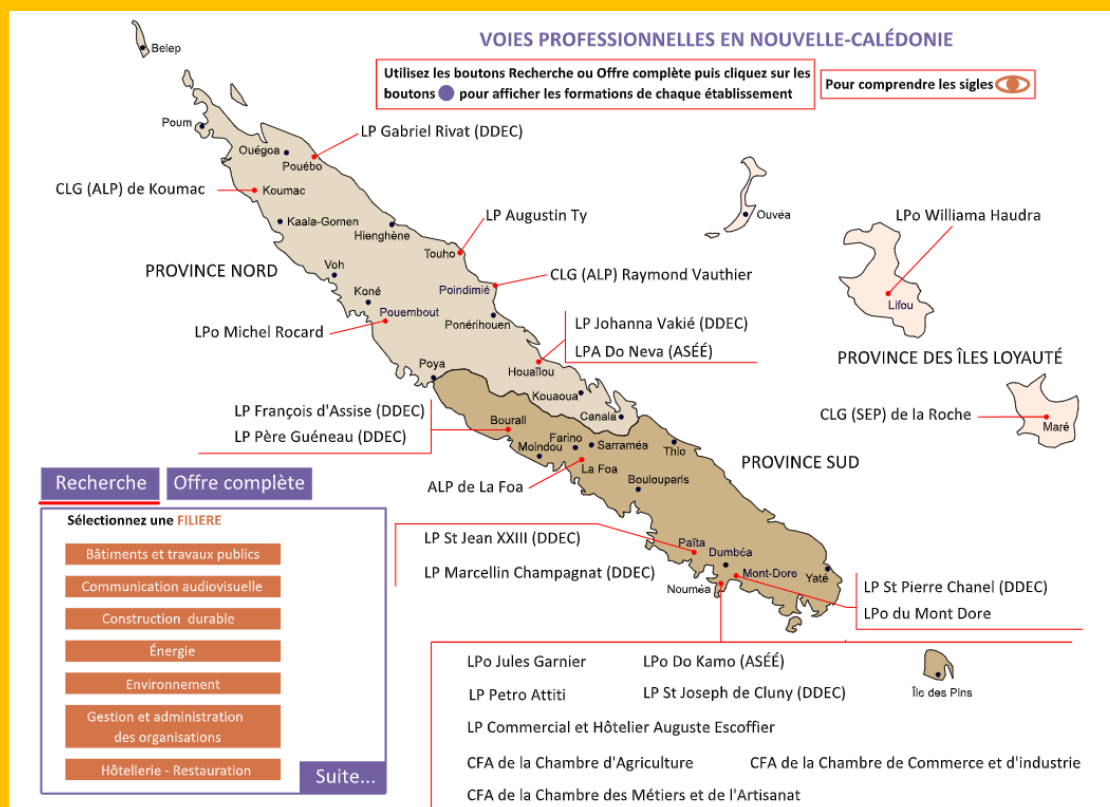 VOIES PROFESSIONNELLES EN NOUVELLE-CALÉDONIE
Utilisez les boutons Recherche ou Offre complète puis cliquez sur les
boutons pour afficher les formations de chaque établissement
Pour comprendre les sigles
Belep
Poum
LP Gabriel Rivat (DDEC)
Ouégoa
Pouébo
CLG (ALP) de Koumac
Koumac
Kaala-Gomen
Hienghène
LP Augustin Ty
Ouvéa
LPo Williama Haudra
Touho
PROVINCE NORD
Voh
CLG (ALP) Raymond Vauthier
Koné
Poindimié
Lifou
Pouembout
Ponérihouen
LPo Michel Rocard
LP Johanna Vakié (DDEC)
LPA Do Neva (ASÉÉ)
PROVINCE DES ÎLES LOYAUTÉ
Poya
Houaïlou
Kouaoua
LP François d'Assise (DDEC)
LP Père Guéneau (DDEC)
Bourail
Canala
CLG (SEP) de la Roche
Maré
Farino
Sarraméa
Moindou
Thio
PROVINCE SUD
La Foa
ALP de La Foa
Boulouparis
Recherche
Offre complète
Sélectionnez une FILIERE
Bâtiments et travaux publics
Communication audiovisuelle
Construction durable
Énergie
Environnement
Gestion et administration
des organisations
Hôtellerie - Restauration
Suite...
LP St Jean XXIII (DDEC)
LP Marcellin Champagnat (DDEC)
Païta
Dumbéa
Mont-Dore
Nouméa
Yaté
LP St Pierre Chanel (DDEC)
LPo du Mont Dore
LPo Jules Garnier
LPo Do Kamo (ASÉÉ)
Île des Pins
LP Petro Attiti
LP St Joseph de Cluny (DDEC)
LP Commercial et Hôtelier Auguste Escoffier
CFA de la Chambre d'Agriculture
CFA de la Chambre de Commerce et d'industrie
CFA de la Chambre des Métiers et de l'Artisanat